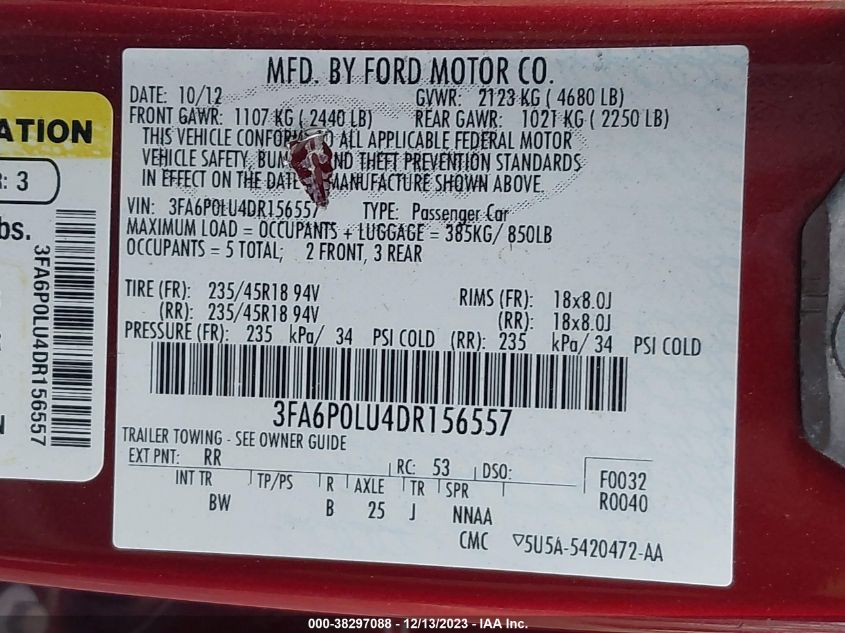 MFD. BY FORD MOTOR CO.
DATE: 10/12 GVWR: 2123 KG ( 4680 LB)
FRONT GAWR: 1107 KG ( 2440 LB) REAR GAWR: 1021 KG ( 2250 LB)
THIS VEHICLE TO ALL APPLICABLE FEDERAL MOTOR
VEHICLE SAFETY, AND THEFT PREVENTION STANDARDS
IN EFFECT ON THE DATE MANUFACTURE SHOWN ABOVE.
VIN: 3FA6P0LU4DR156557 TYPE: Passenger Car
MAXIMUM LOAD = OCCUPANTS + LUGGAGE = 385KG/ 850LB
OCCUPANTS = 5 TOTAL; 2 FRONT, 3 REAR
TIRE (FR): 235/45R18 94V RIMS (FR): 18x8.0J
(RR): 235/45R18 94V (RR): 18x8.0J
PRESSURE (FR): 235 kPa/ 34 PSI COLD (RR): 235 kPa/ 34 PSI COLD
3FA6P0LU4DR156557
TRAILER TOWING - SEE OWNER GUIDE
EXT PNT: RR RC: 53 DSO: F0032
INT TR TP/PS R AXLE TR SPR R0040
BW B 25 J NNAA
CMC 5U5A-5420472-AA
ATION
R: 3
bs.
3FA6P0LU4DR156557
N
000-38297088 - 12/13/2023 - IAA Inc.